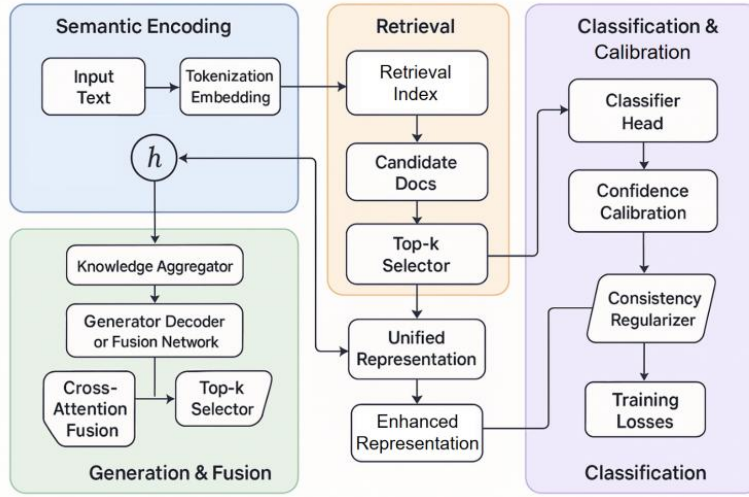 Semantic Encoding
Input
Text
Tokenization
Embedding
h
Knowledge Aggregator
Generator Decoder
or Fusion Network
Cross-
Attention
Fusion
Top-k
Selector
Generation & Fusion
Retrieval
Retrieval
Index
Candidate
Docs
Top-k
Selector
Unified
Representation
Enhanced
Representation
Classification &
Calibration
Classifier
Head
Confidence
Calibration
Consistency
Regularizer
Training
Losses
Classification